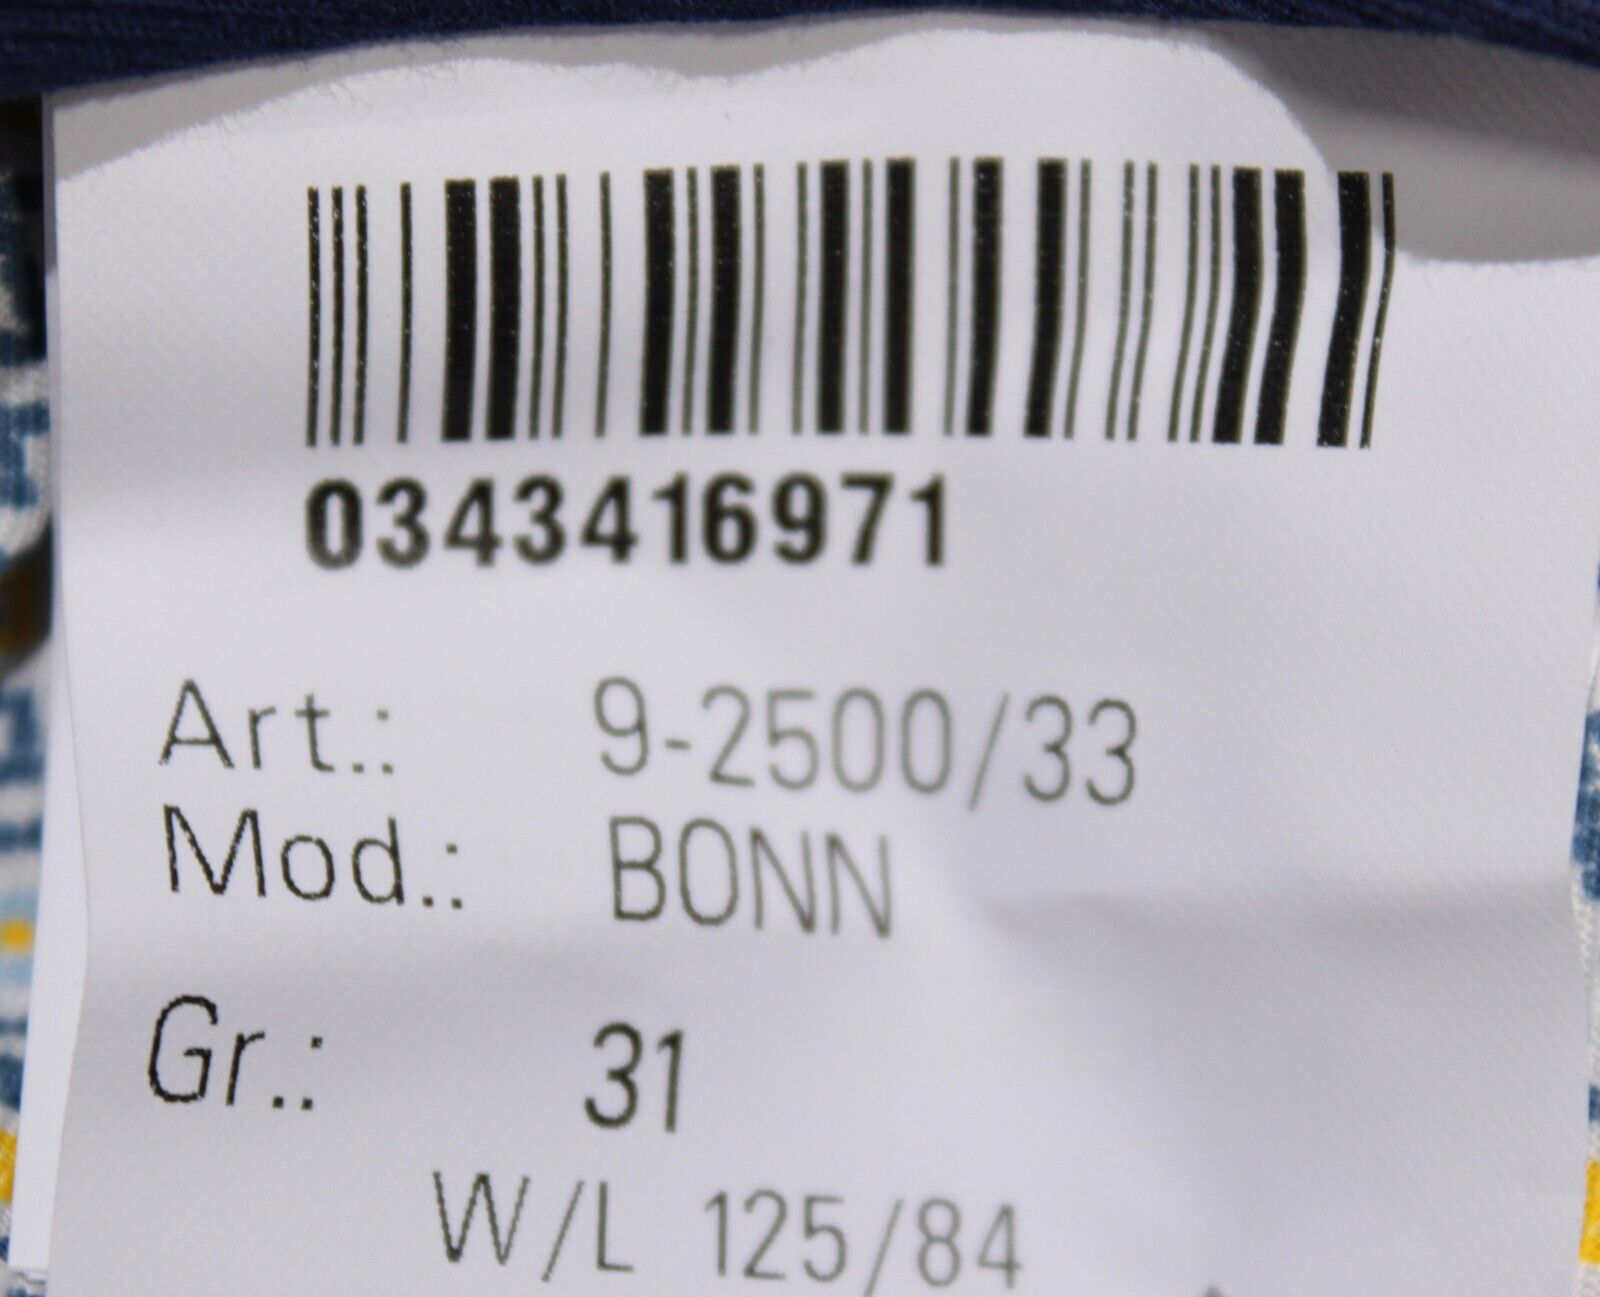 0343416971
Art.: 9-2500/33
Mod.: BONN
Gr.: 31
W/L 125/84